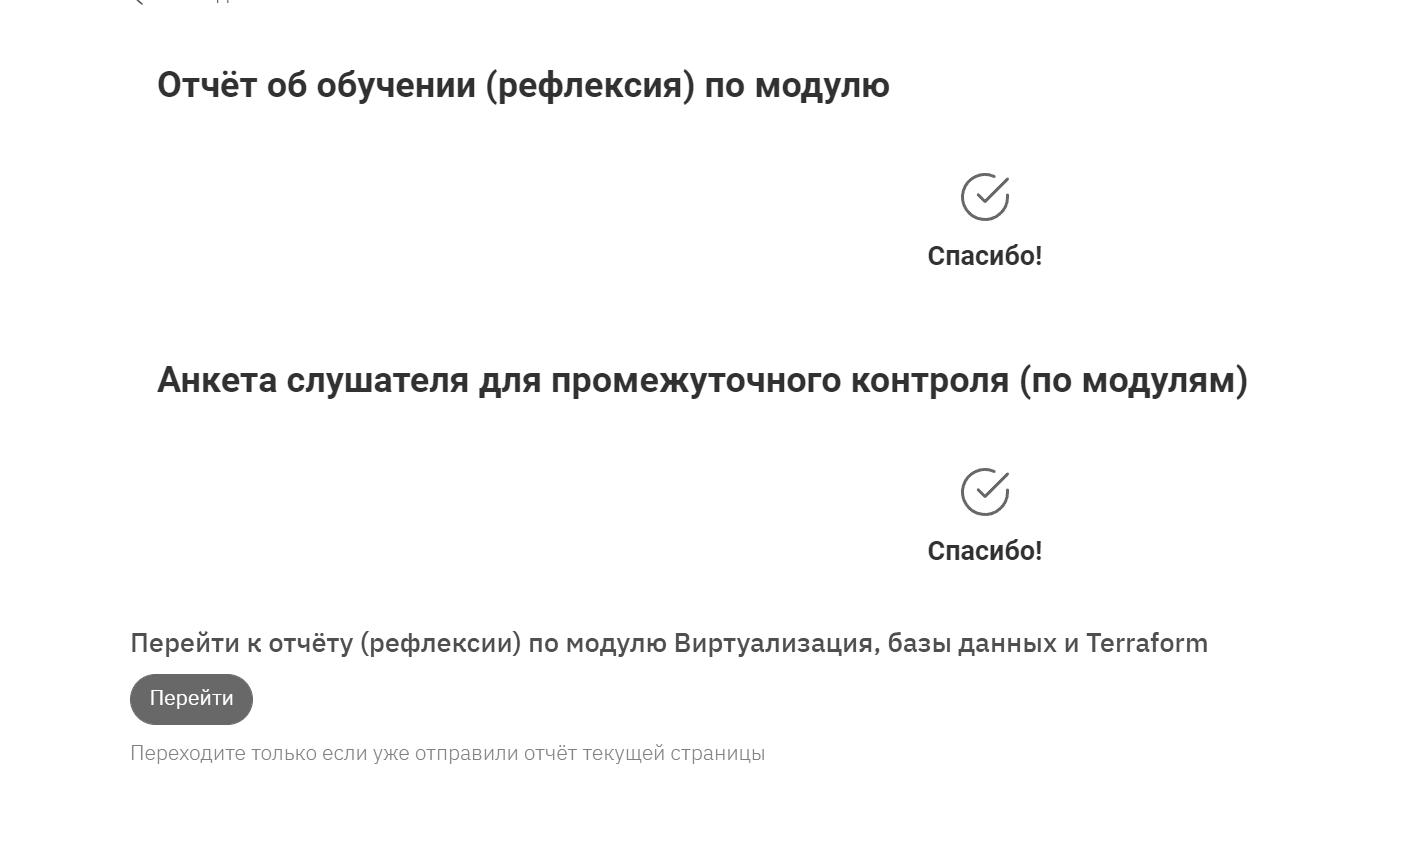 Отчёт об обучении (рефлексия) по модулю
Спасибо!
Анкета слушателя для промежуточного контроля (по модулям)
Спасибо!
Перейти к отчёту (рефлексии) по модулю Виртуализация, базы данных и Terraform
Перейти
Переходите только если уже отправили отчёт текущей страницы